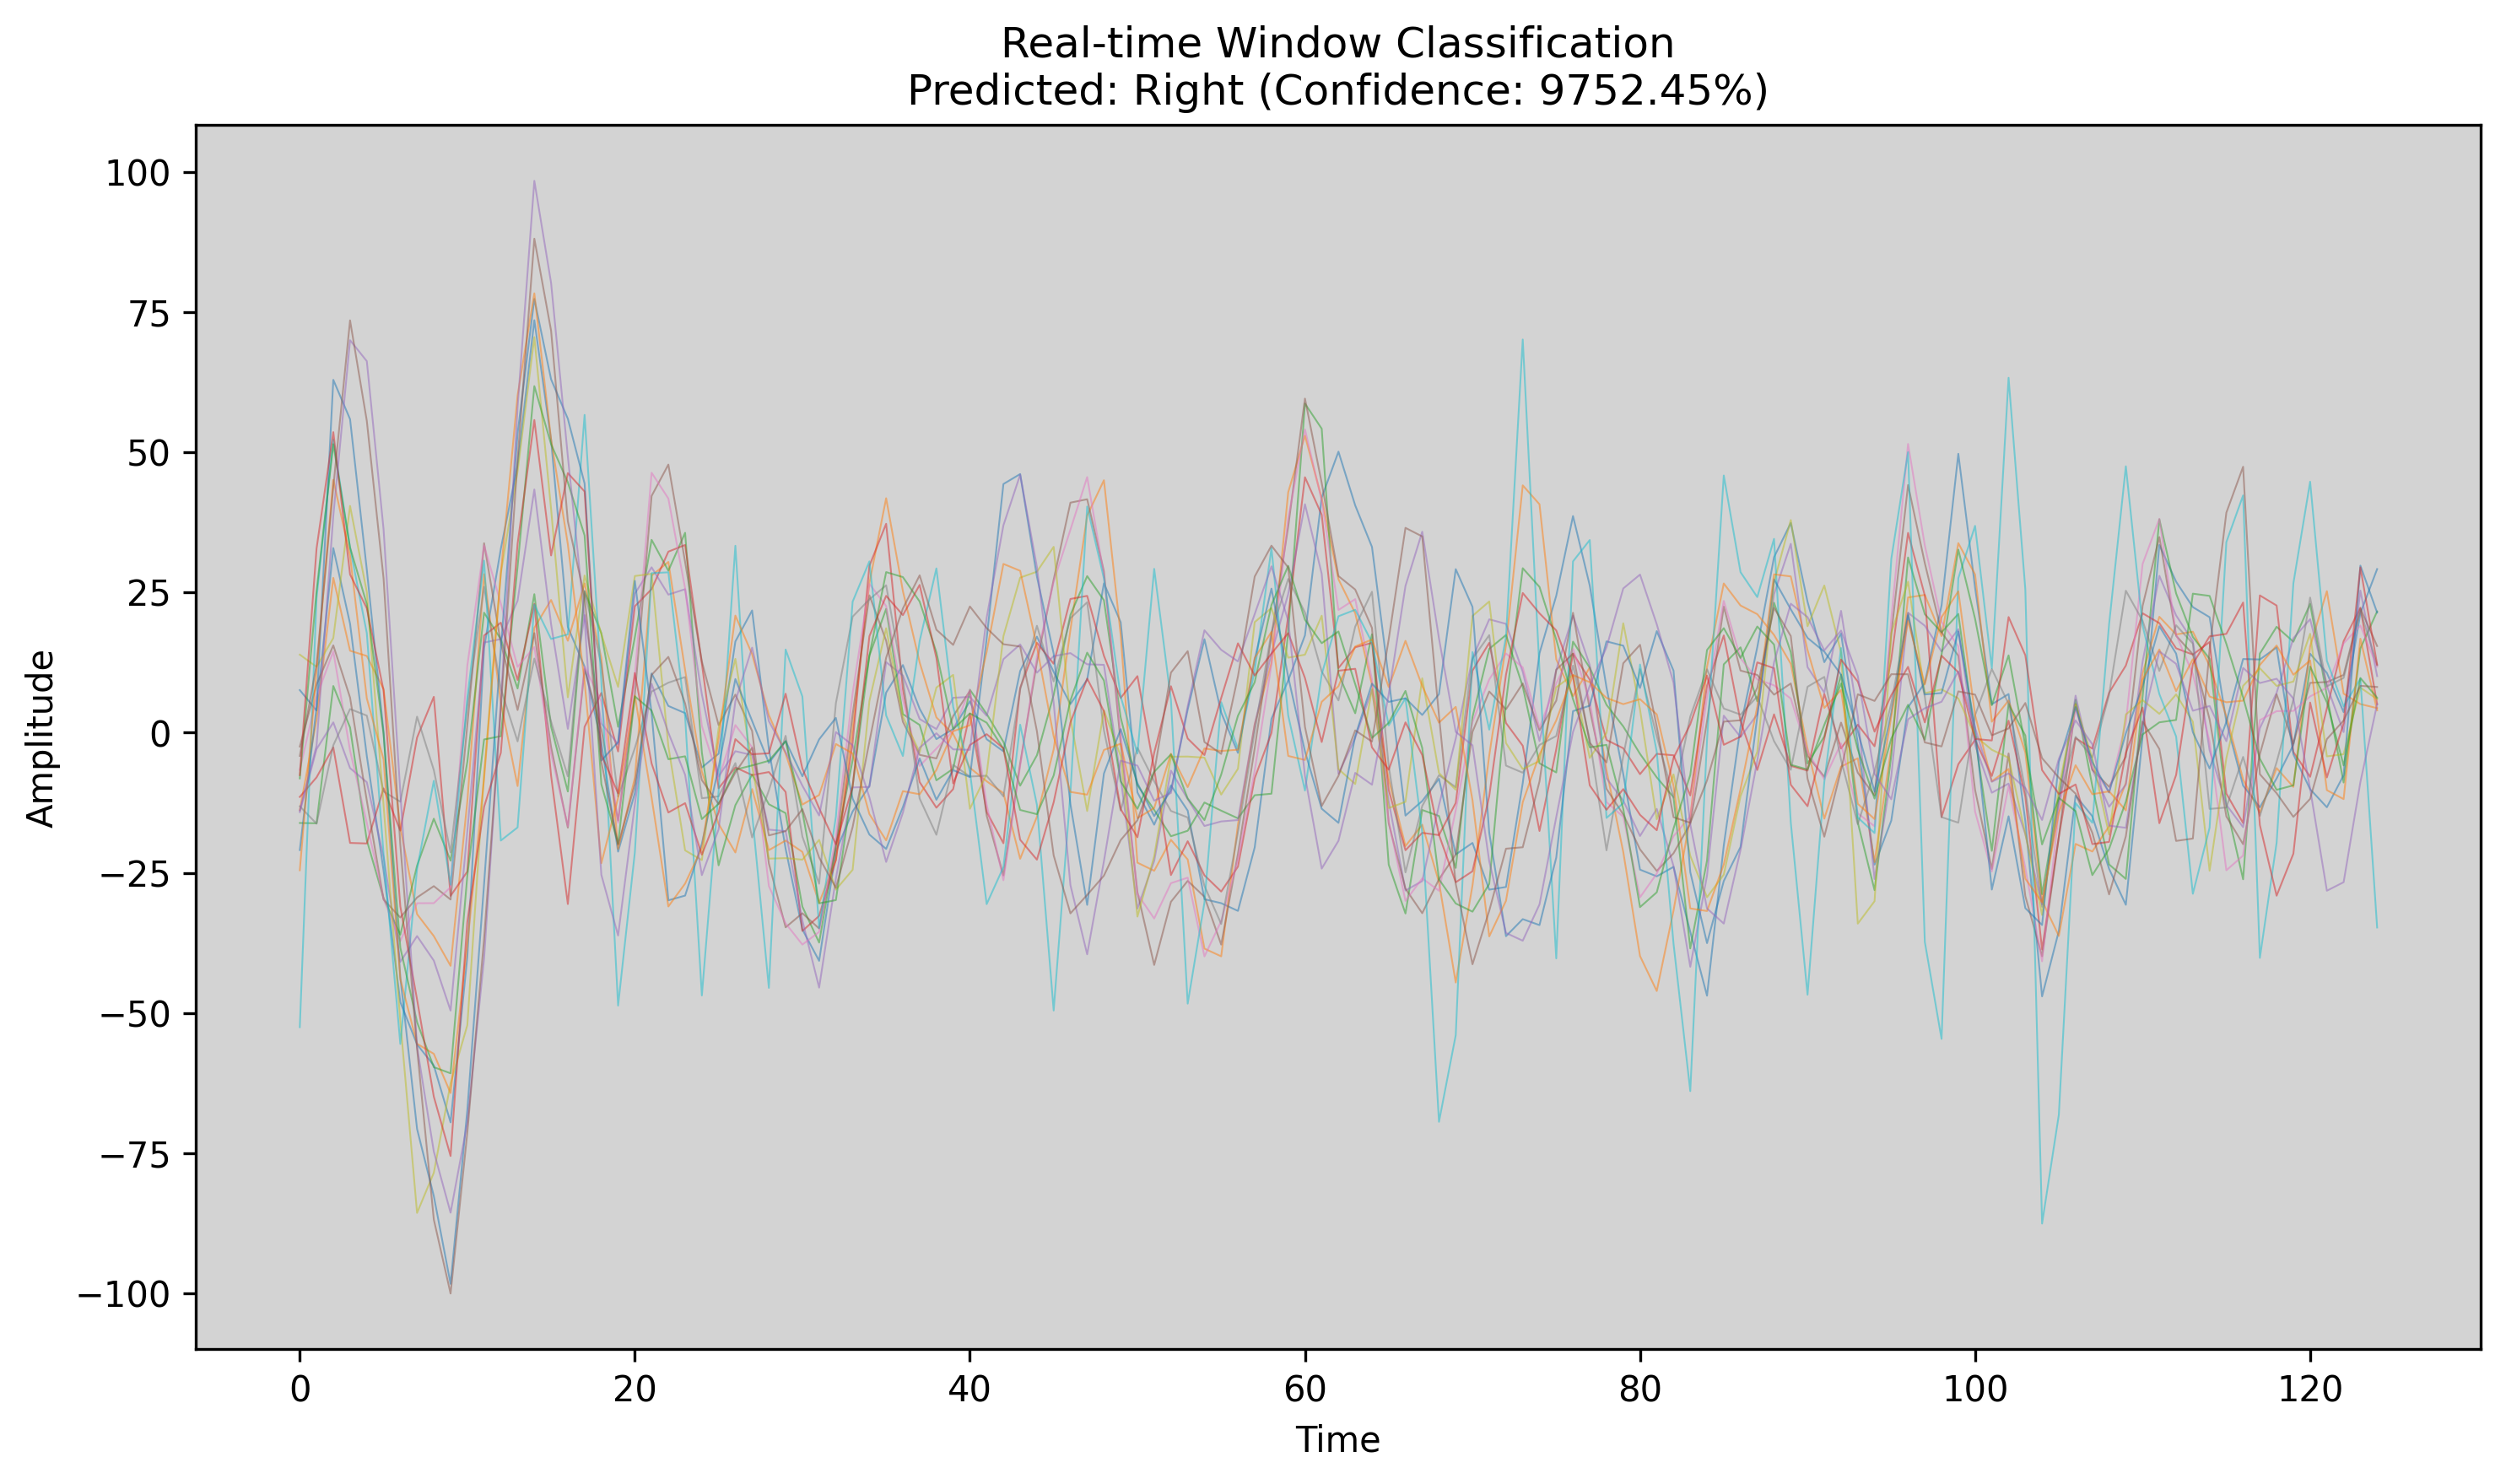 Real-time Window Classification
Predicted: Right (Confidence: 9752.45%)
100
75
50
25
0
−25
−50
−75
−100
Amplitude
0 20 40 60 80 100 120
Time